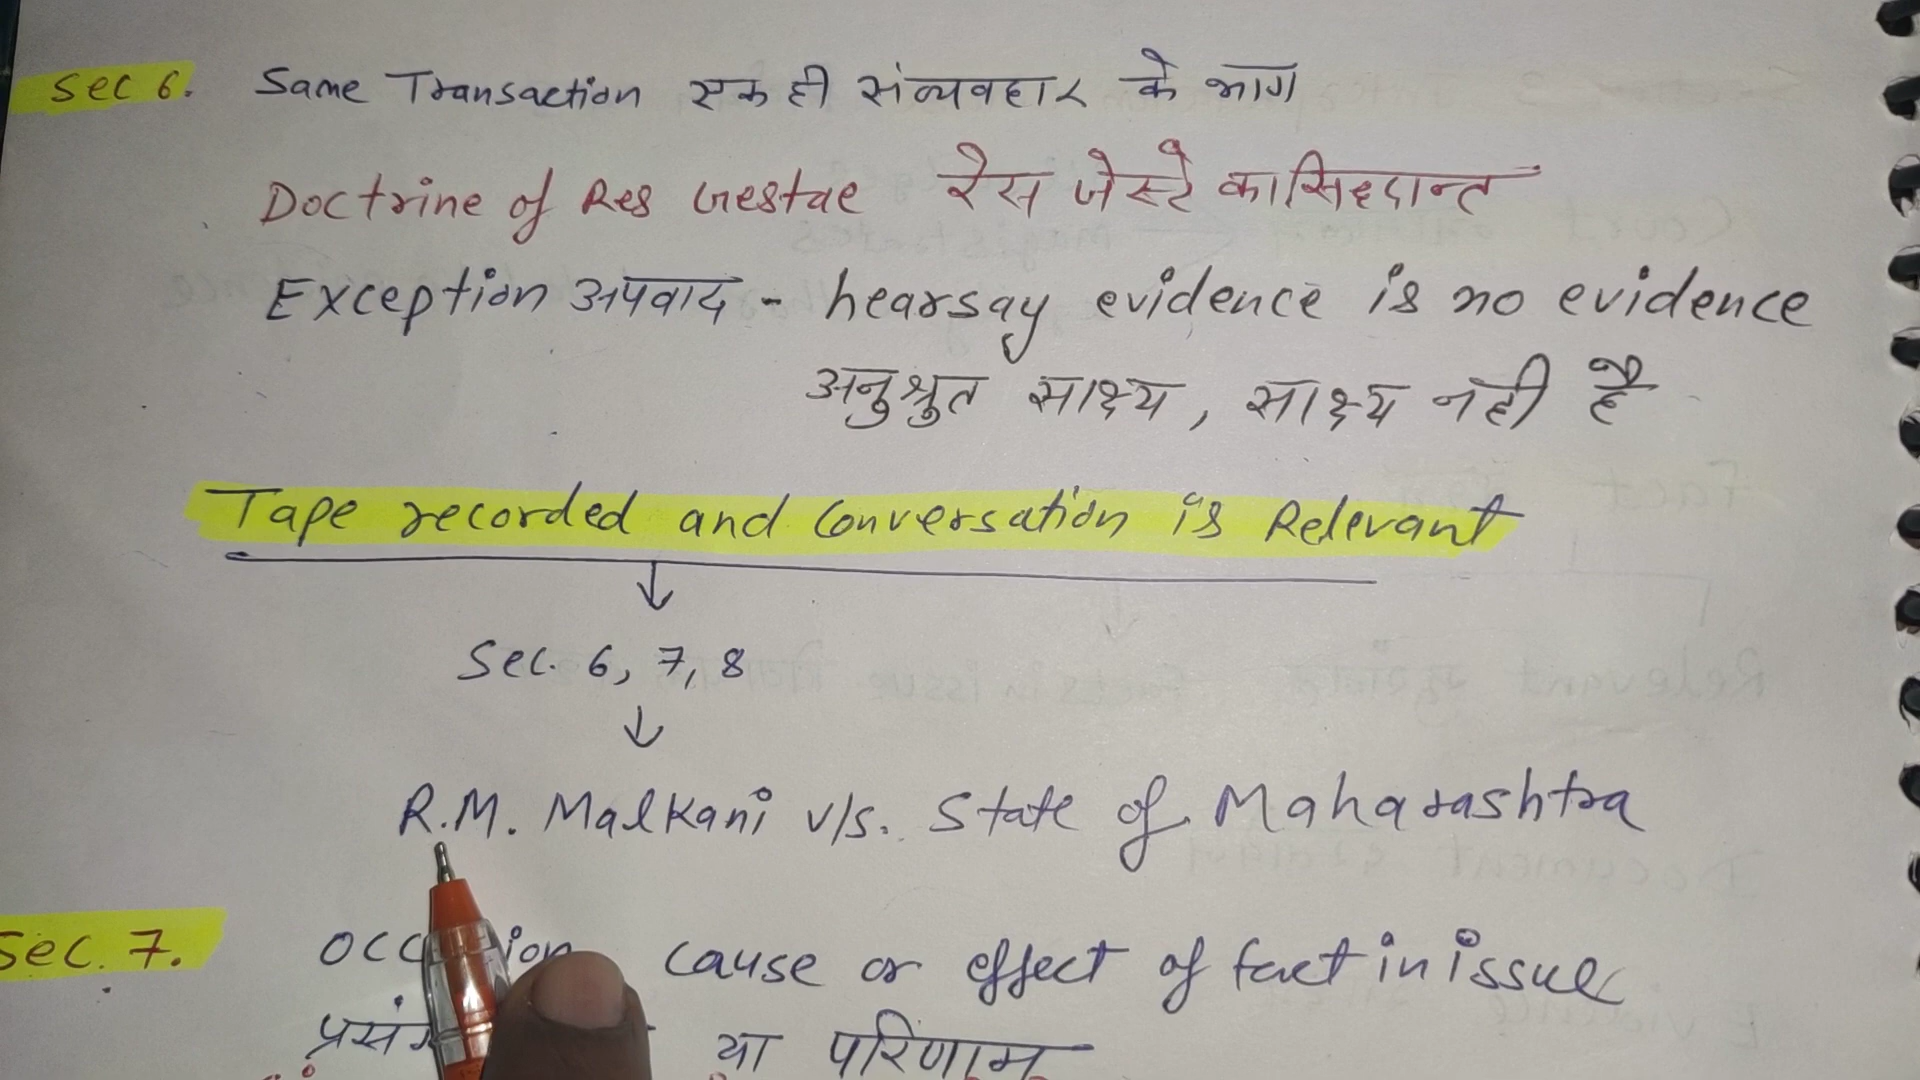 Sec 6. Same Transaction एक ही संव्यवहार के भाग
Doctrine of Res Gestae रेस जेस्टे का सिद्दान्त
Exception अपवाद - hearsay evidence is no evidence
अनुश्रुत साक्ष्य, साक्ष्य नही है
Tape recorded and Conversation is Relevant
↓
Sec. 6, 7, 8
↓
R.M. Malkani v/s. State of Maharashtra
Sec. 7. cause or effect of fact in issue
या परिणाम